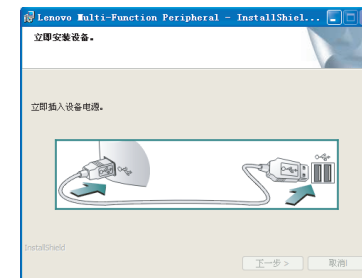 Lenovo Multi-Function Peripheral - InstallShiel...
立即安装设备。
立即插入设备电源。
InstallShield
下一步 >
取消